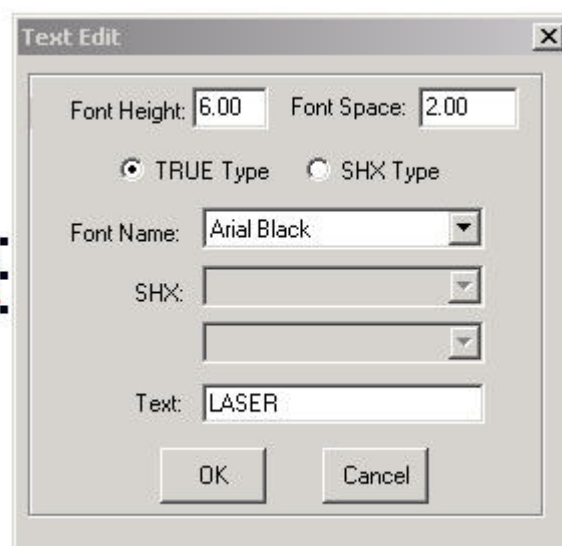 Text Edit
Font Height: 6.00 Font Space: 2.00
TRUE Type SHX Type
Font Name: Arial Black
SHX:
Text: LASER
OK Cancel